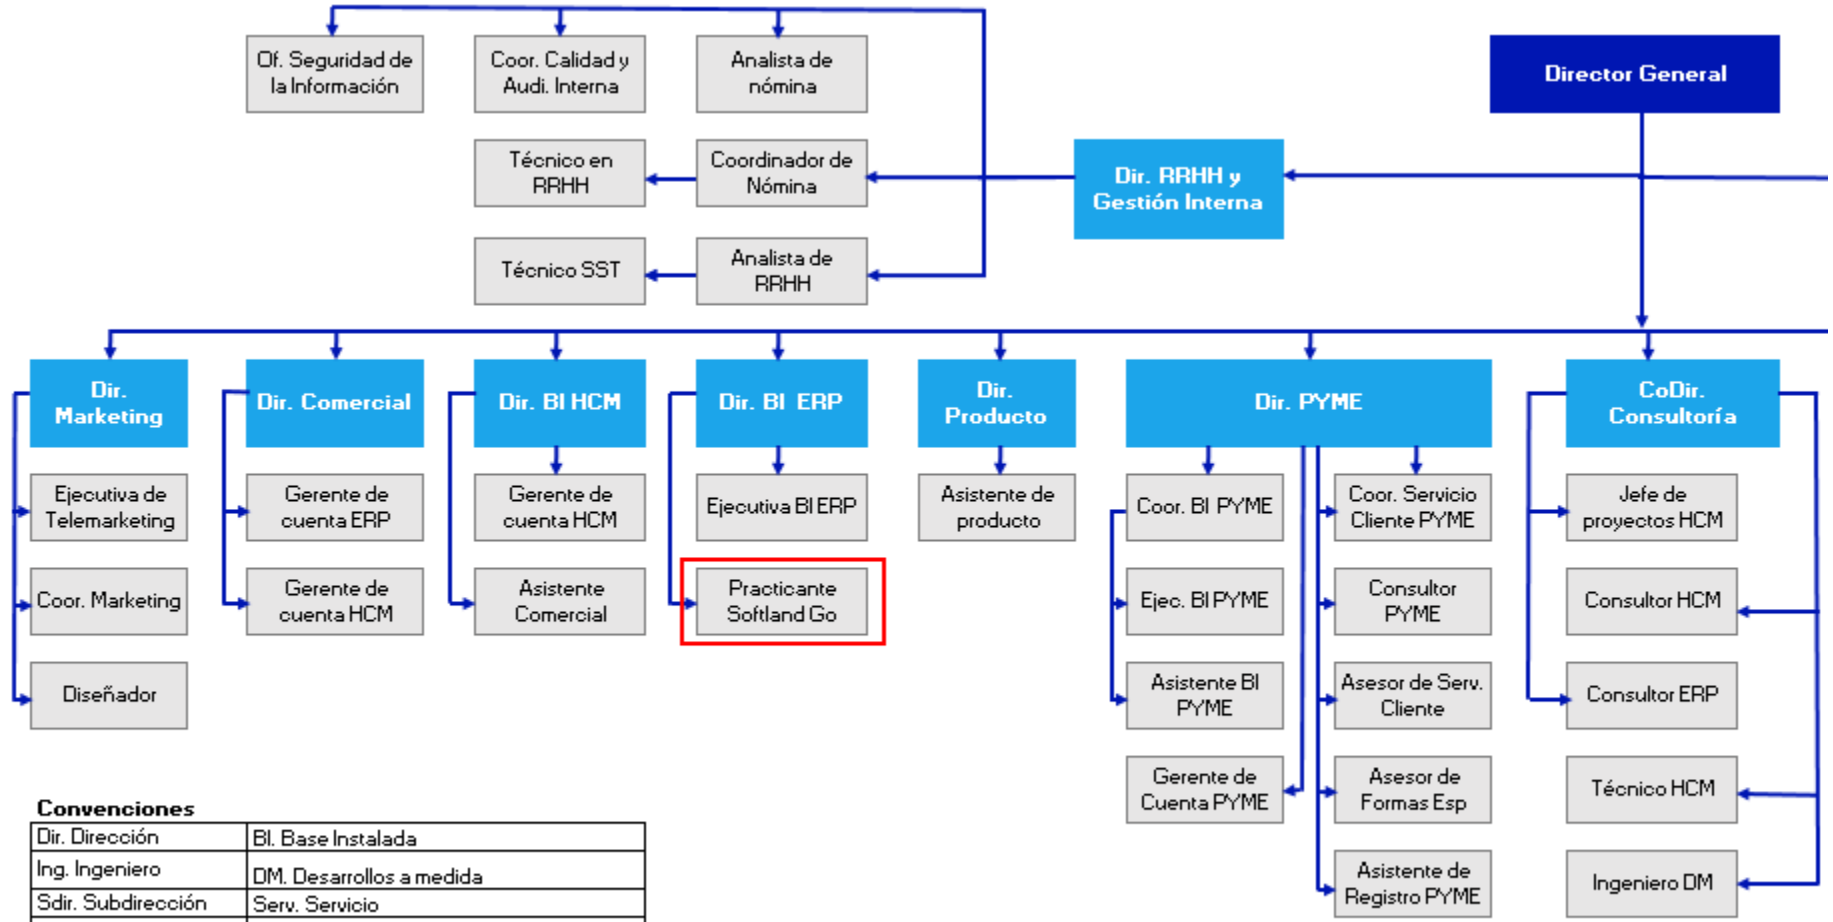 Of. Seguridad de
la Información
Coor. Calidad y
Audi. Interna
Analista de
nómina
Director General
Técnico en
RRHH
Coordinador de
Nómina
Dir. RRHH y
Gestión Interna
Técnico SST
Analista de
RRHH
Dir.
Marketing
Dir. Comercial
Dir. BI HCM
Dir. BI ERP
Dir.
Producto
Dir. PYME
CoDir.
Consultoría
Ejecutiva de
Telemarketing
Gerente de
cuenta ERP
Gerente de
cuenta HCM
Ejecutiva BI ERP
Asistente de
producto
Coor. BI PYME
Coor. Servicio
Cliente PYME
Jefe de
proyectos HCM
Coor. Marketing
Gerente de
cuenta HCM
Asistente
Comercial
Practicante
Softland Go
Ejec. BI PYME
Consultor
PYME
Consultor HCM
Diseñador
Asistente BI
PYME
Asesor de Serv.
Cliente
Consultor ERP
Gerente de
Cuenta PYME
Asesor de
Formas Esp
Técnico HCM
Asistente de
Registro PYME
Ingeniero DM
Convenciones
Dir. Dirección BI. Base Instalada
Ing. Ingeniero DM. Desarrollos a medida
Sdir. Subdirección Serv. Servicio